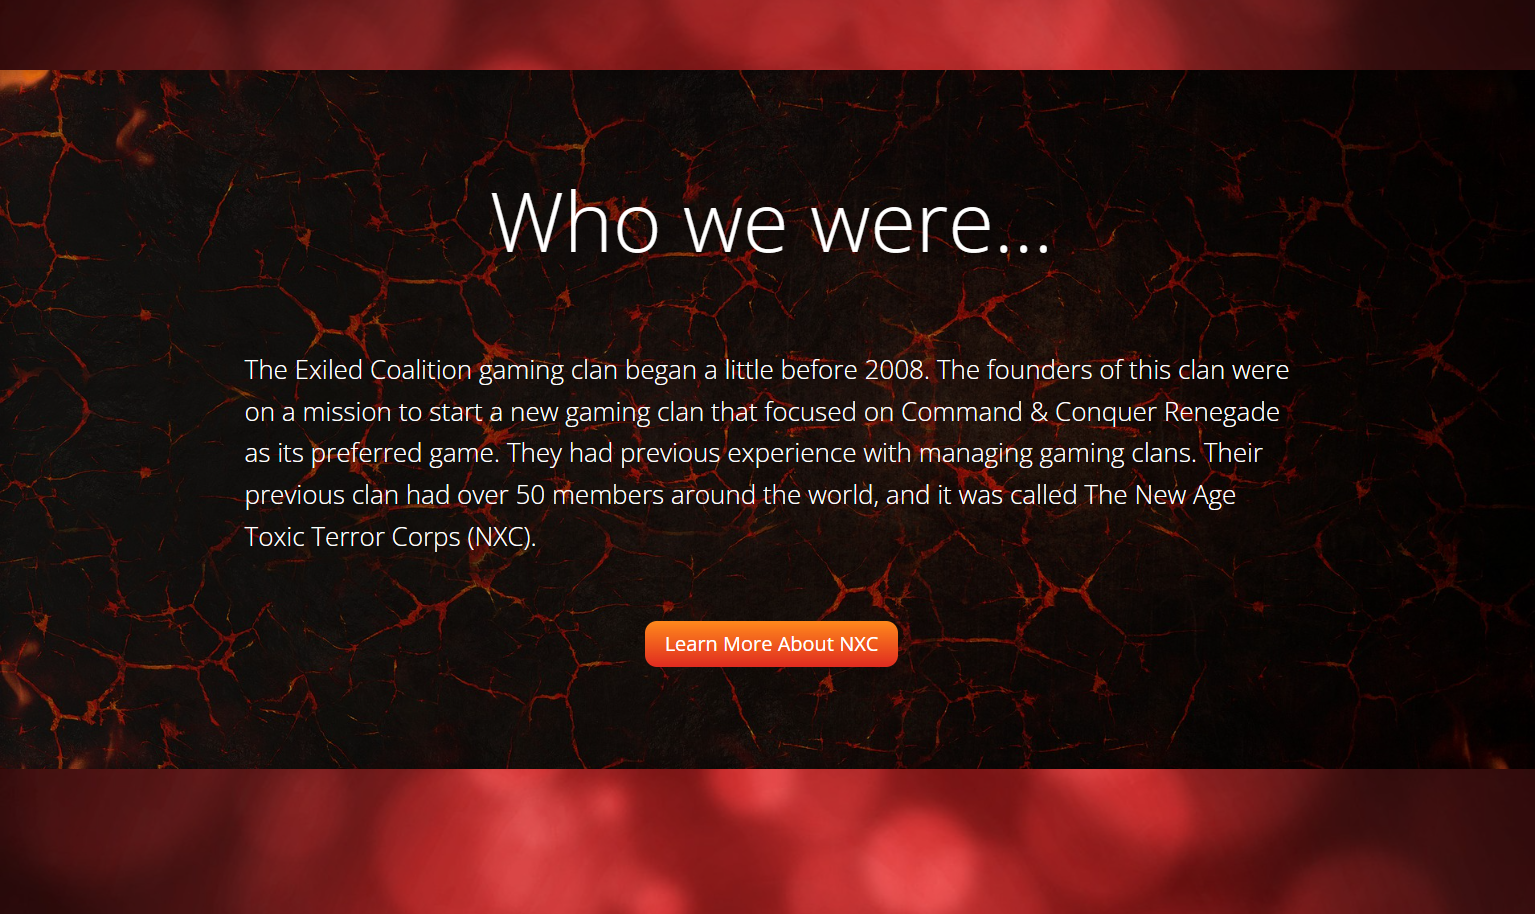 Who we were...
The Exiled Coalition gaming clan began a little before 2008. The founders of this clan were
on a mission to start a new gaming clan that focused on Command & Conquer Renegade
as its preferred game. They had previous experience with managing gaming clans. Their
previous clan had over 50 members around the world, and it was called The New Age
Toxic Terror Corps (NXC).
Learn More About NXC